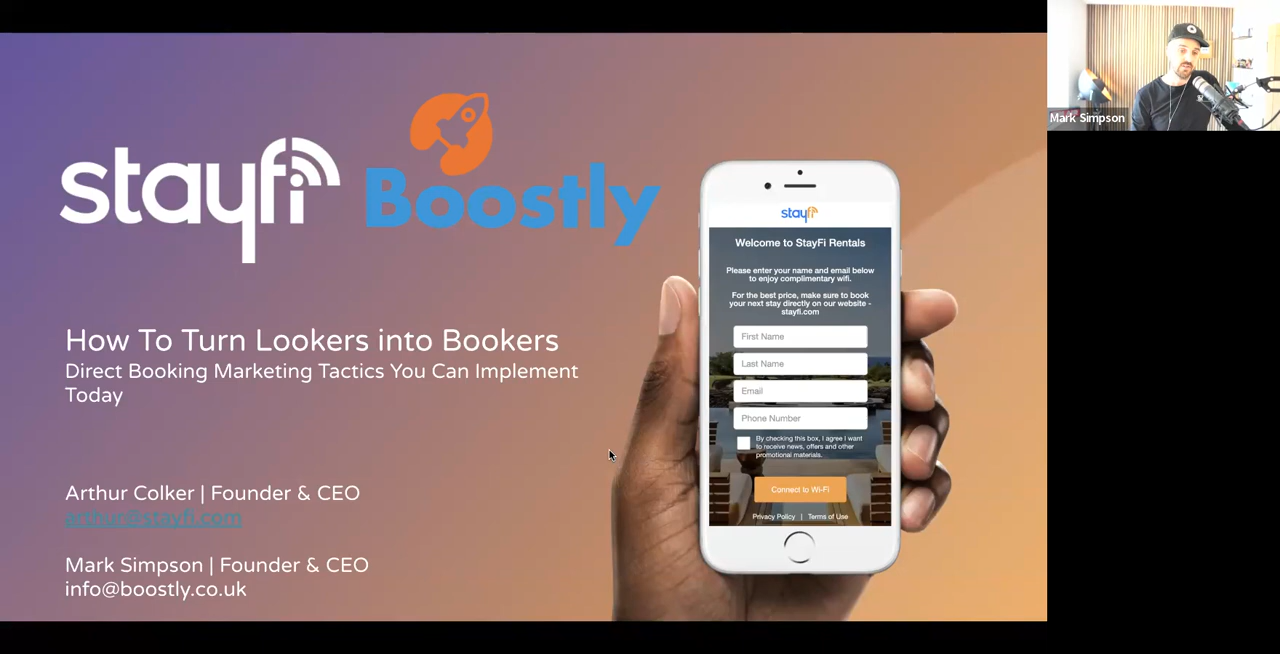 stayfi
Boostly
How To Turn Lookers into Bookers
Direct Booking Marketing Tactics You Can Implement
Today
Arthur Colker | Founder & CEO
arthur@stayfi.com
Mark Simpson | Founder & CEO
info@boostly.co.uk
stayfi
Welcome to StayFi Rentals
Please enter your name and email below
to enjoy complimentary wifi.
For the best price, make sure to book
your next stay directly on our website -
stayfi.com
First Name
Last Name
Email
Phone Number
By checking this box, I agree I want
to receive news, offers and other
promotional materials.
Connect to Wi-Fi
Privacy Policy | Terms of Use
Mark Simpson